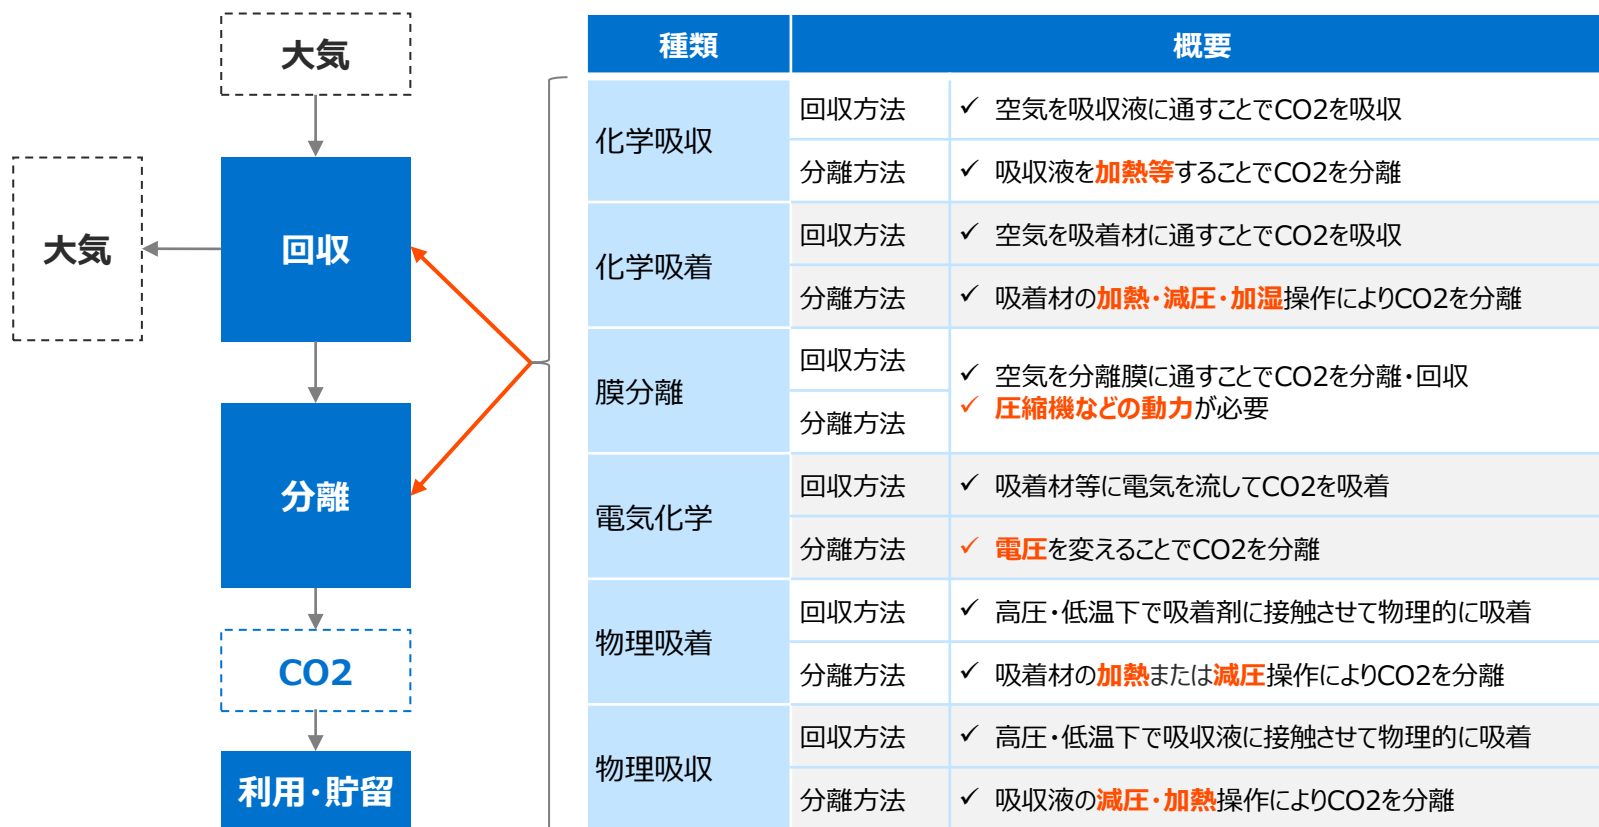 大気
大気
回収
分離
CO2
利用・貯留
種類 概要
化学吸収
回収方法 ✓ 空気を吸収液に通すことでCO2を吸収
分離方法 ✓ 吸収液を加熱等することでCO2を分離
化学吸着
回収方法 ✓ 空気を吸着材に通すことでCO2を吸収
分離方法 ✓ 吸着材の加熱・減圧・加湿操作によりCO2を分離
膜分離
回収方法
分離方法
✓ 空気を分離膜に通すことでCO2を分離・回収
✓ 圧縮機などの動力が必要
電気化学
回収方法 ✓ 吸着材等に電気を流してCO2を吸着
分離方法 ✓ 電圧を変えることでCO2を分離
物理吸着
回収方法 ✓ 高圧・低温下で吸着剤に接触させて物理的に吸着
分離方法 ✓ 吸着材の加熱または減圧操作によりCO2を分離
物理吸収
回収方法 ✓ 高圧・低温下で吸収液に接触させて物理的に吸着
分離方法 ✓ 吸収液の減圧・加熱操作によりCO2を分離